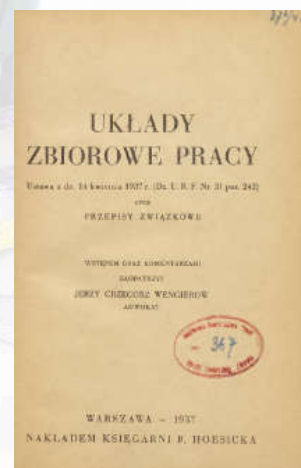 UKŁADY
ZBIOROWE PRACY
Ustawa z dn. 14 kwietnia 1937 r. (Dz. U. R. P. Nr. 31 poz. 242)
oraz
PRZEPISY ZWIĄZKOWE
WSTĘPEM ORAZ KOMENTARZAMI
ZAOPATRZYŁ
JERZY GRZEGORZ WENGIEROW
ADWOKAT
367
WARSZAWA – 1937
NAKŁADEM KSIĘGARNI F. HOESICKA